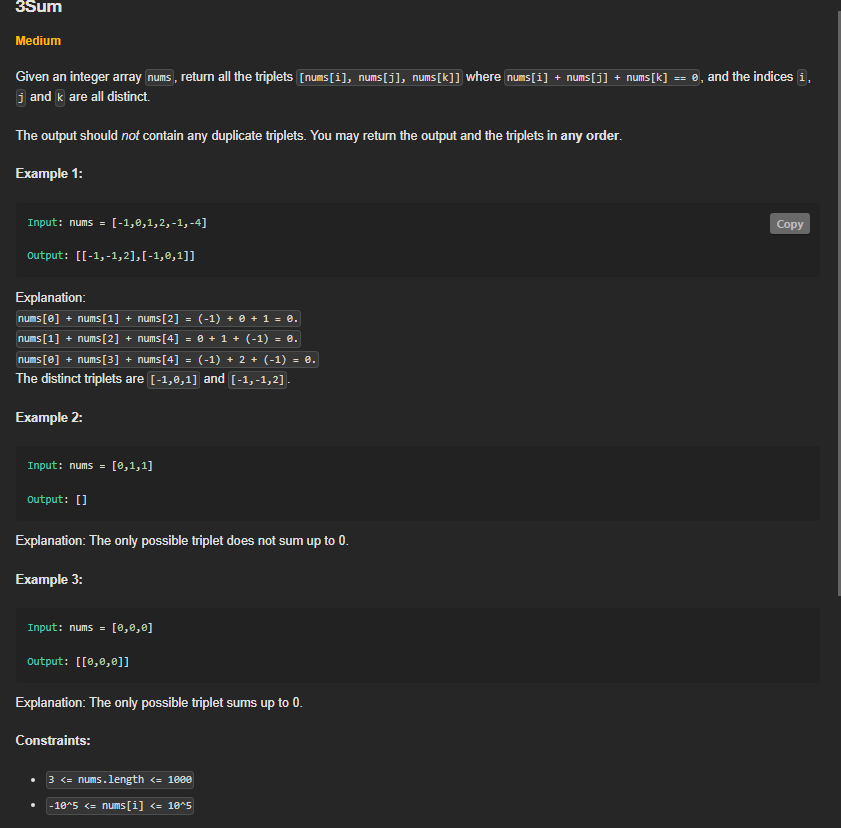 3Sum
Medium
Given an integer array nums, return all the triplets [nums[i], nums[j], nums[k]] where nums[i] + nums[j] + nums[k] == 0, and the indices i,
j and k are all distinct.
The output should not contain any duplicate triplets. You may return the output and the triplets in any order.
Example 1:
Input: nums = [-1,0,1,2,-1,-4]
Copy
Output: [[-1,-1,2],[-1,0,1]]
Explanation:
nums[0] + nums[1] + nums[2] = (-1) + 0 + 1 = 0.
nums[1] + nums[2] + nums[4] = 0 + 1 + (-1) = 0.
nums[0] + nums[3] + nums[4] = (-1) + 2 + (-1) = 0.
The distinct triplets are [-1,0,1] and [-1,-1,2].
Example 2:
Input: nums = [0,1,1]
Output: []
Explanation: The only possible triplet does not sum up to 0.
Example 3:
Input: nums = [0,0,0]
Output: [[0,0,0]]
Explanation: The only possible triplet sums up to 0.
Constraints:
• 3 <= nums.length <= 1000
• -10^5 <= nums[i] <= 10^5